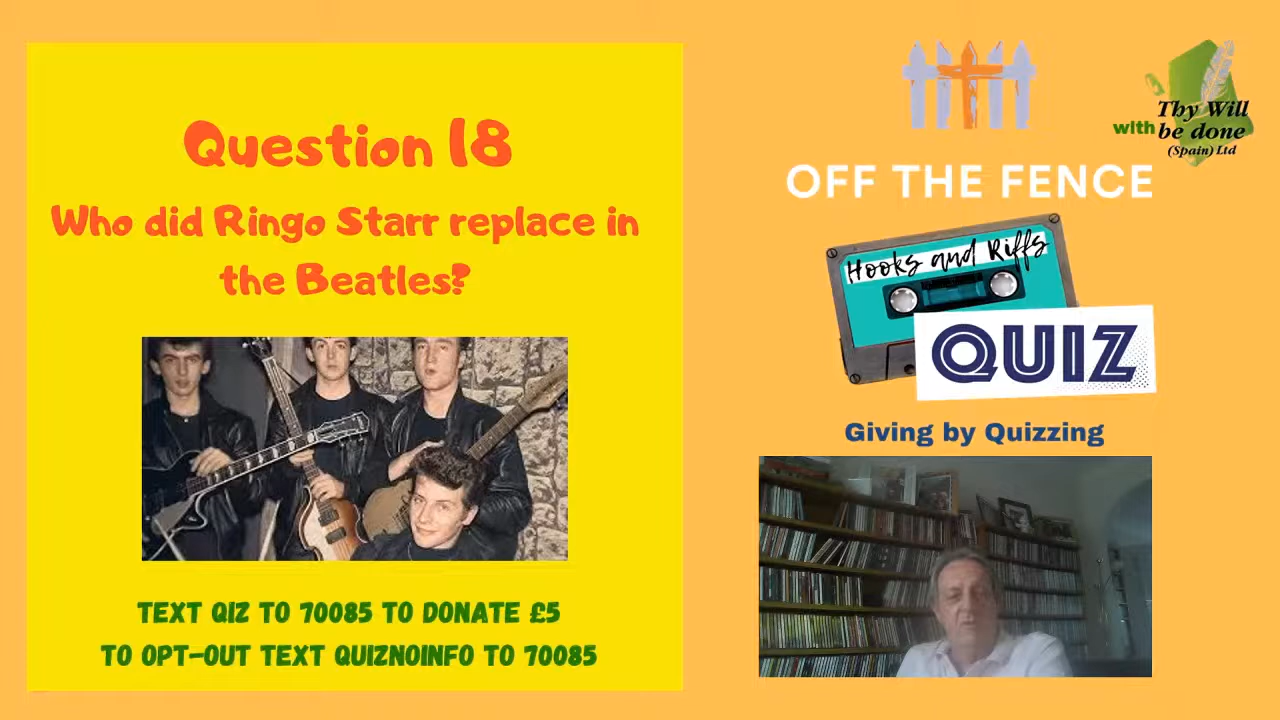 Question 18
Who did Ringo Starr replace in
the Beatles?
TEXT QIZ TO 70085 TO DONATE £5
TO OPT-OUT TEXT QUIZNOINFO TO 70085
with
Thy Will
be done
(Spain) Ltd
OFF THE FENCE
Hooks and Riffs
QUIZ
Giving by Quizzing